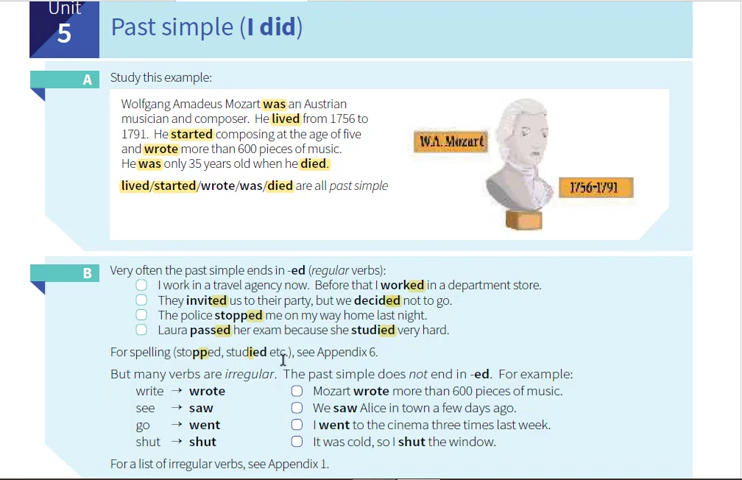 Unit
5
Past simple (I did)
A
Study this example:
Wolfgang Amadeus Mozart was an Austrian
musician and composer. He lived from 1756 to
1791. He started composing at the age of five
and wrote more than 600 pieces of music.
He was only 35 years old when he died.
lived/started/wrote/was/died are all past simple
W.A. Mozart
1756-1791
B
Very often the past simple ends in -ed (regular verbs):
I work in a travel agency now. Before that I worked in a department store.
They invited us to their party, but we decided not to go.
The police stopped me on my way home last night.
Laura passed her exam because she studied very hard.
For spelling (stopped, studied etc.), see Appendix 6.
But many verbs are irregular. The past simple does not end in -ed. For example:
write → wrote Mozart wrote more than 600 pieces of music.
see → saw We saw Alice in town a few days ago.
go → went I went to the cinema three times last week.
shut → shut It was cold, so I shut the window.
For a list of irregular verbs, see Appendix 1.